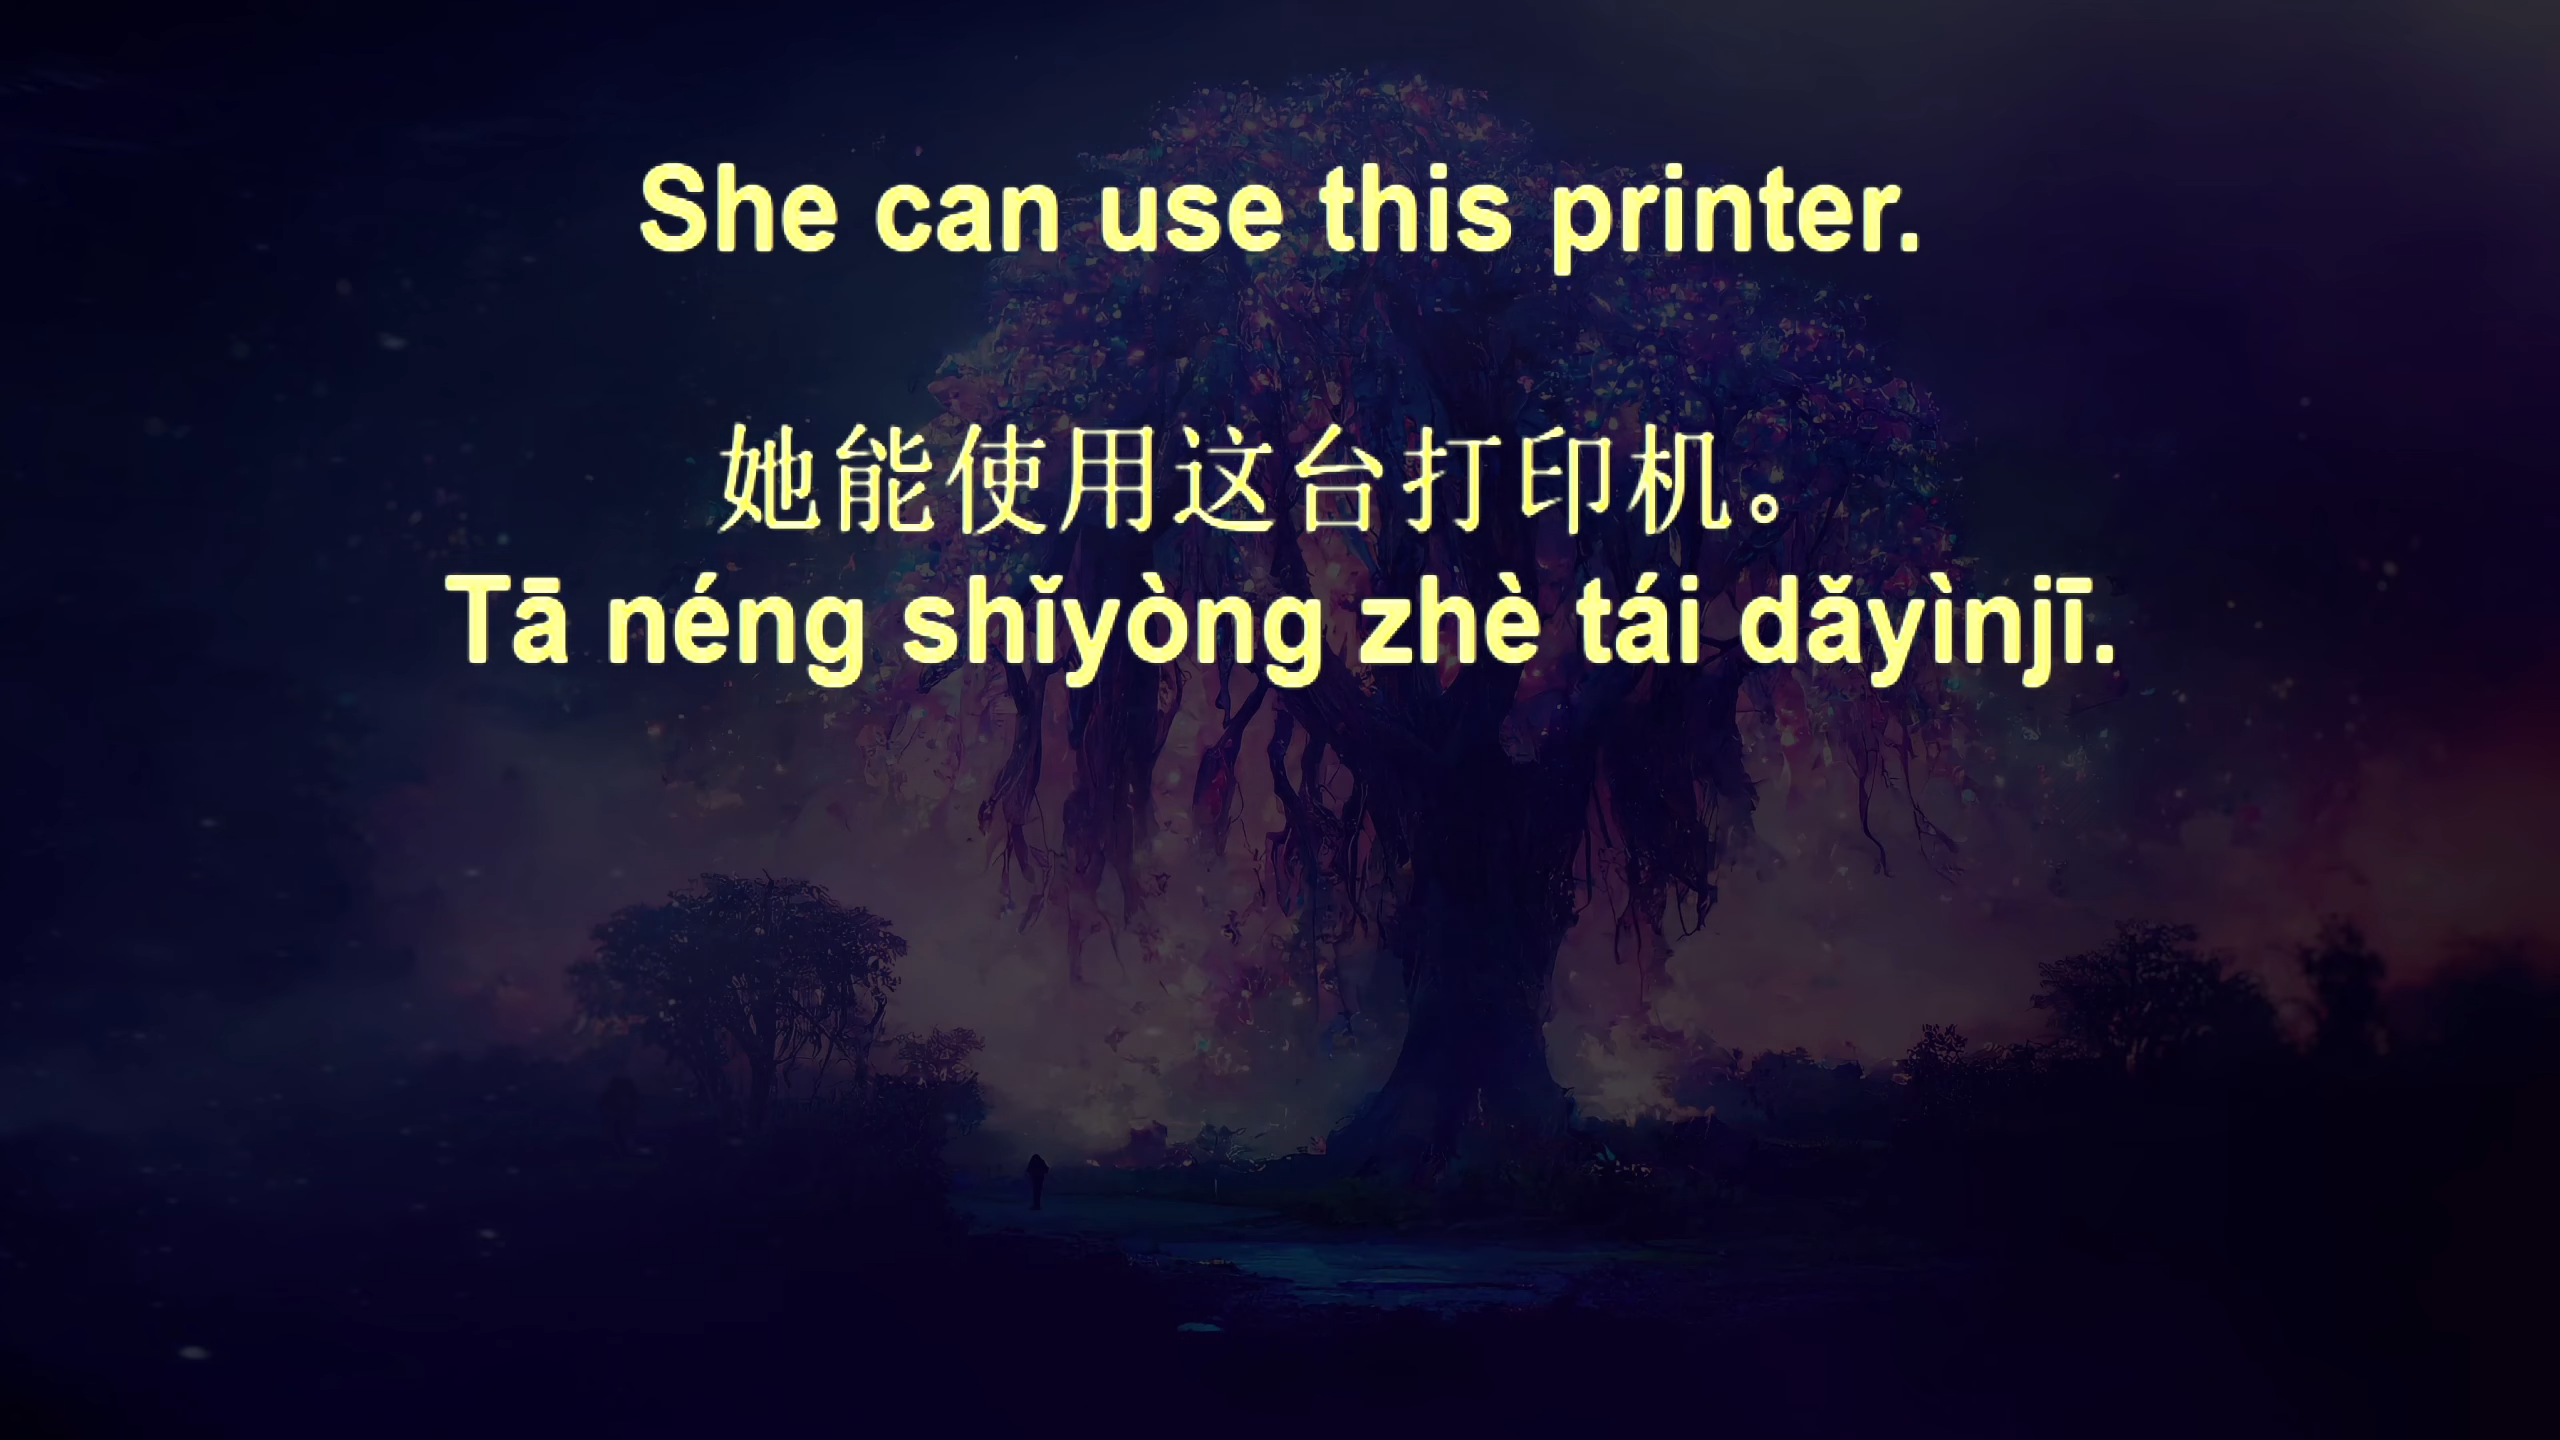 She can use this printer.
她能使用这台打印机。
Tā néng shǐyòng zhè tái dǎyìnjī.